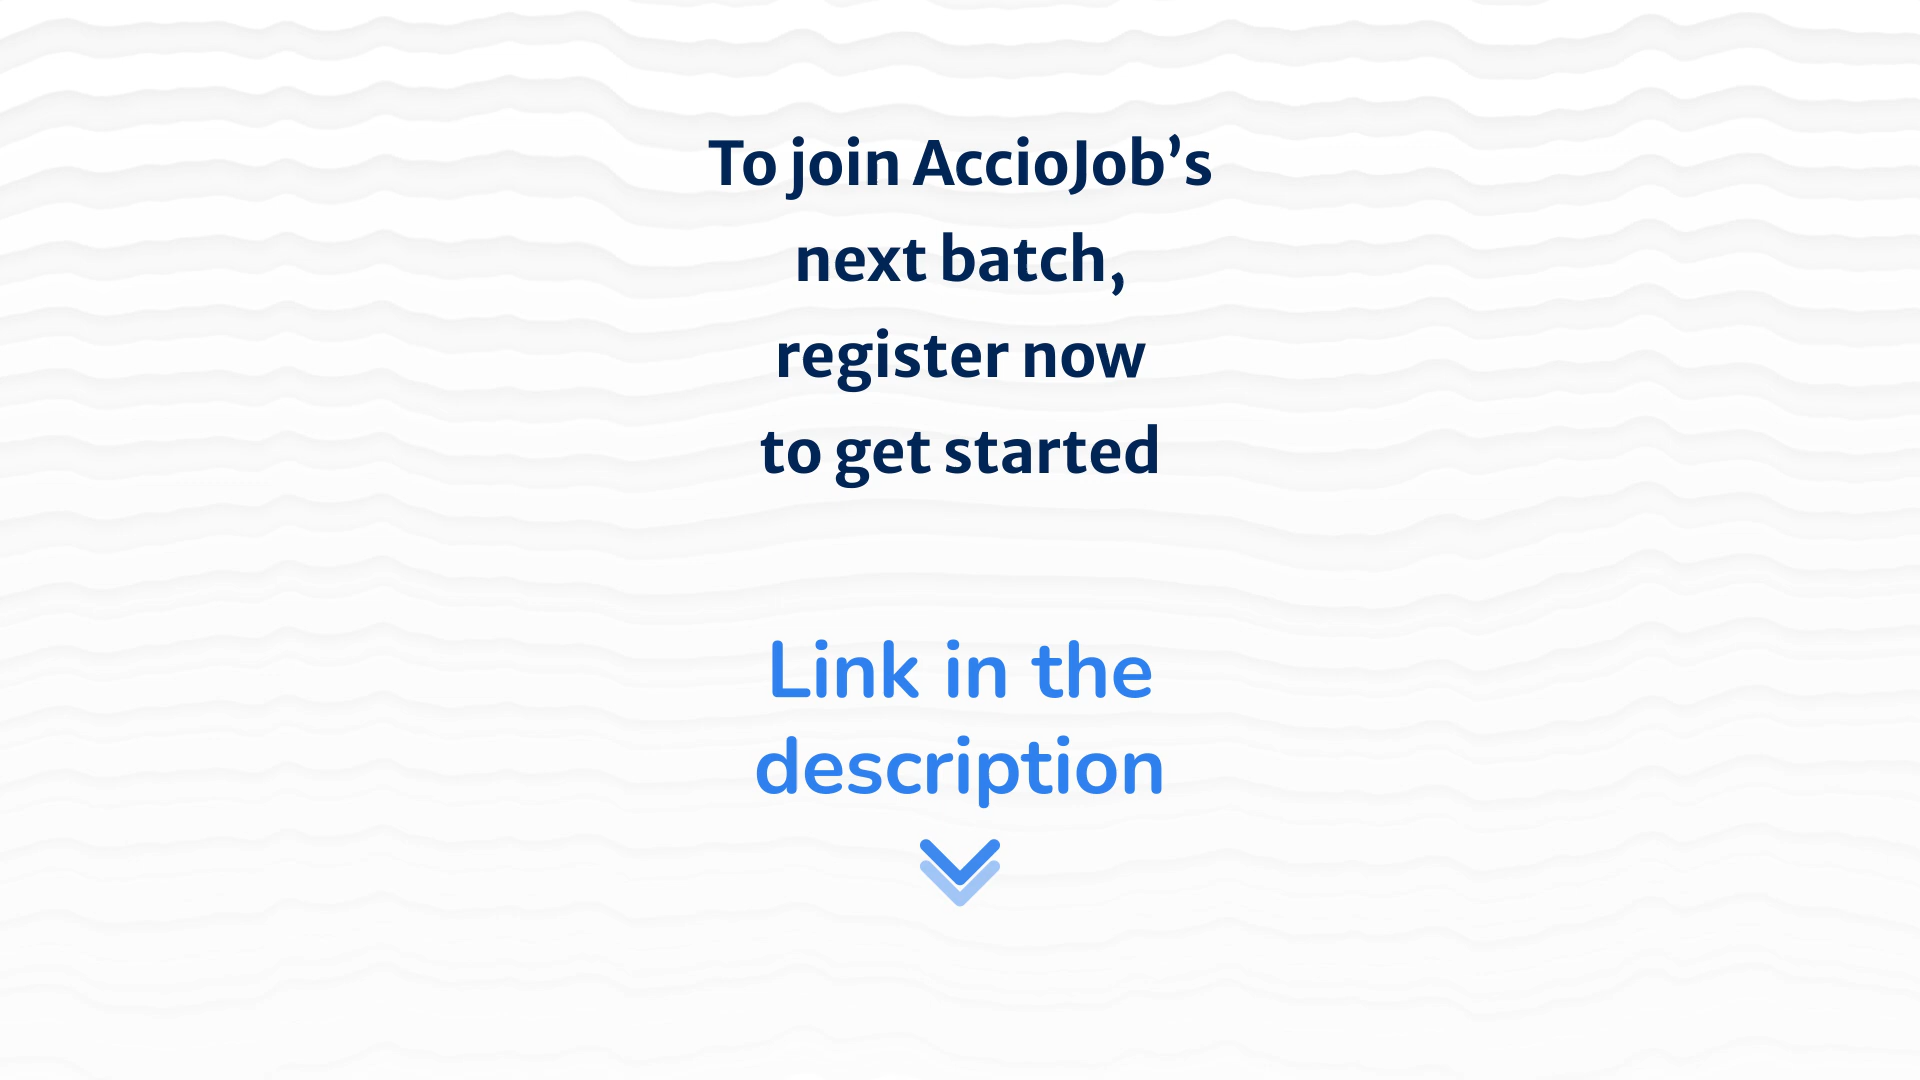 To join AccioJob’s
next batch,
register now
to get started
Link in the
description